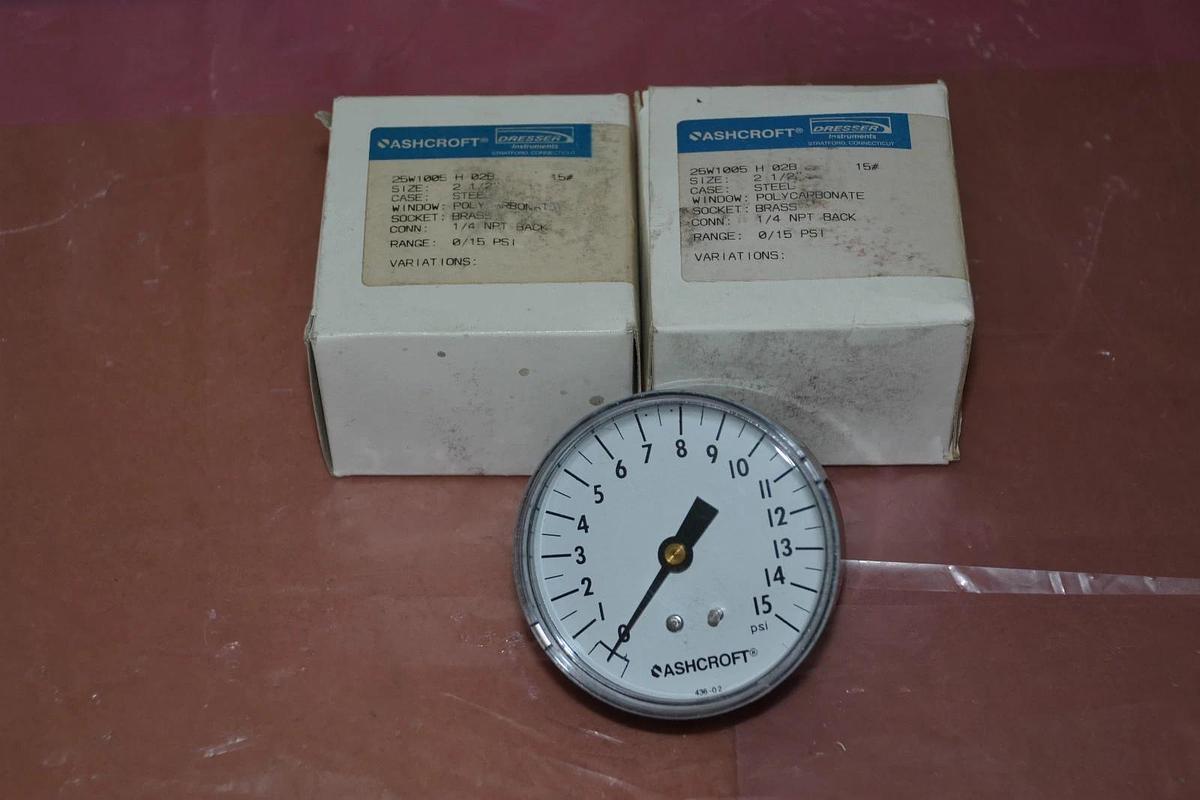 ASHCROFT® DRESSER
Instruments
STRATFORD, CONNECTICUT
25W1005 H 02B 15#
SIZE: 2 1/2
CASE: STEEL
WINDOW: POLYCARBONATE
SOCKET: BRASS
CONN: 1/4 NPT BACK
RANGE: 0/15 PSI
VARIATIONS:
ASHCROFT® DRESSER
Instruments
STRATFORD, CONNECTICUT
25W1005 H 02B 15#
SIZE: 2 1/2
CASE: STEEL
WINDOW: POLYCARBONATE
SOCKET: BRASS
CONN: 1/4 NPT BACK
RANGE: 0/15 PSI
VARIATIONS:
0
1
2
3
4
5
6
7
8
9
10
11
12
13
14
15
psi
ASHCROFT®
436-02